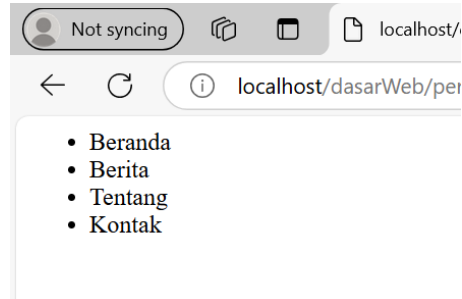 Not syncing
localhost/
localhost/dasarWeb/per
Beranda
Berita
Tentang
Kontak